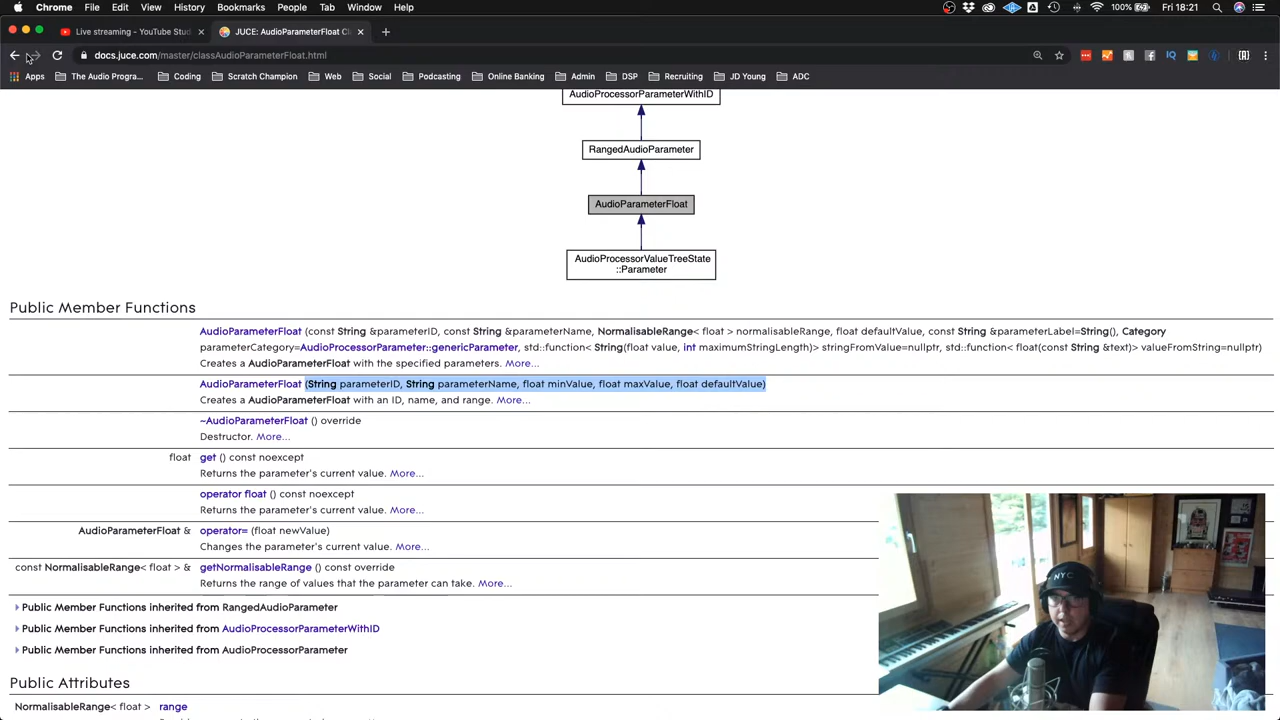 Chrome File Edit View History Bookmarks People Tab Window Help 100% Fri 18:21
Live streaming - YouTube Stud
JUCE: AudioParameterFloat Cl
docs.juce.com/master/classAudioParameterFloat.html
Apps The Audio Progra... Coding Scratch Champion Web Social Podcasting Online Banking Admin DSP Recruiting JD Young ADC
AudioProcessorParameterWithID
RangedAudioParameter
AudioParameterFloat
AudioProcessorValueTreeState
::Parameter
Public Member Functions
AudioParameterFloat (const String &parameterID, const String &parameterName, NormalisableRange< float > normalisableRange, float defaultValue, const String &parameterLabel=String(), Category
parameterCategory=AudioProcessorParameter::genericParameter, std::function< String(float value, int maximumStringLength)> stringFromValue=nullptr, std::function< float(const String &text)> valueFromString=nullptr)
Creates a AudioParameterFloat with the specified parameters. More...
AudioParameterFloat (String parameterID, String parameterName, float minValue, float maxValue, float defaultValue)
Creates a AudioParameterFloat with an ID, name, and range. More...
~AudioParameterFloat () override
Destructor. More...
float get () const noexcept
Returns the parameter's current value. More...
operator float () const noexcept
Returns the parameter's current value. More...
AudioParameterFloat & operator= (float newValue)
Changes the parameter's current value. More...
const NormalisableRange< float > & getNormalisableRange () const override
Returns the range of values that the parameter can take. More...
Public Member Functions inherited from RangedAudioParameter
Public Member Functions inherited from AudioProcessorParameterWithID
Public Member Functions inherited from AudioProcessorParameter
Public Attributes
NormalisableRange< float > range
NYC